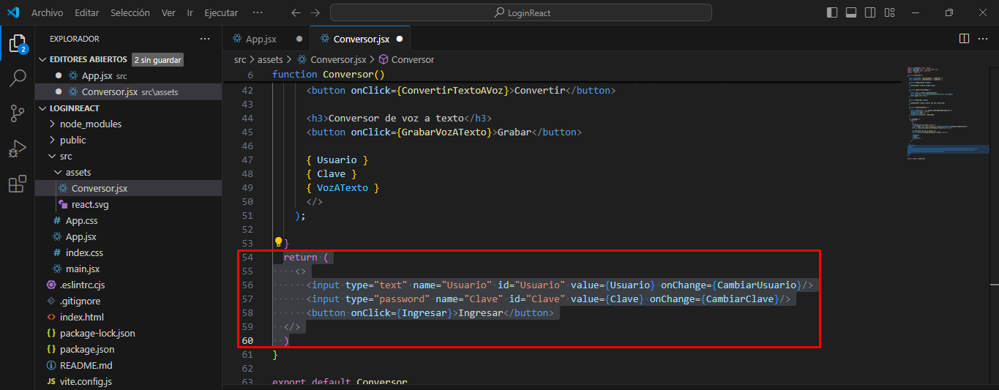 Archivo Editar Selección Ver Ir Ejecutar ··· LoginReact
EXPLORADOR ···
EDITORES ABIERTOS 2 sin guardar
App.jsx src
Conversor.jsx src\assets
LOGINREACT
node_modules
public
src
assets
Conversor.jsx
react.svg
# App.css
App.jsx
# index.css
main.jsx
.eslintrc.cjs
.gitignore
<> index.html
{} package-lock.json
{} package.json
README.md
JS vite.config.js
2
App.jsx Conversor.jsx
src > assets > Conversor.jsx > Conversor
6 function Conversor()
42 <button onClick={ConvertirTextoAVoz}>Convertir</button>
43
44 <h3>Conversor de voz a texto</h3>
45 <button onClick={GrabarVozATexto}>Grabar</button>
46
47 { Usuario }
48 { Clave }
49 { VozATexto }
50 </>
51 );
52
53 }
54 return (
55 <>
56 <input type="text" name="Usuario" id="Usuario" value={Usuario} onChange={CambiarUsuario}/>
57 <input type="password" name="Clave" id="Clave" value={Clave} onChange={CambiarClave}/>
58 <button onClick={Ingresar}>Ingresar</button>
59 </>
60 )
61 }
62
63 export default Conversor